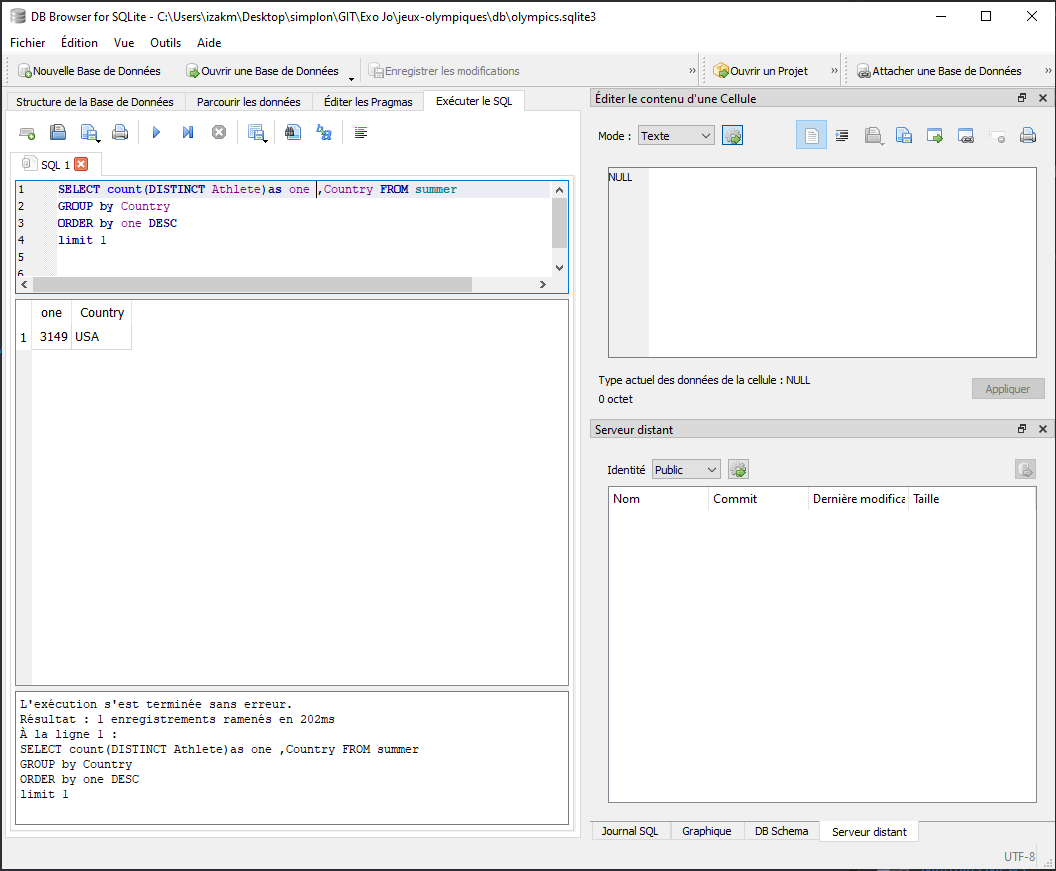 DB Browser for SQLite - C:\Users\izakm\Desktop\simplon\GIT\Exo Jo\jeux-olympiques\db\olympics.sqlite3
Fichier Édition Vue Outils Aide
Nouvelle Base de Données Ouvrir une Base de Données Enregistrer les modifications » Ouvrir un Projet » Attacher une Base de Données »
Structure de la Base de Données Parcourir les données Éditer les Pragmas Exécuter le SQL
SQL 1
1 SELECT count(DISTINCT Athlete)as one ,Country FROM summer
2 GROUP by Country
3 ORDER by one DESC
4 limit 1
5
6
one Country
1 3149 USA
L'exécution s'est terminée sans erreur.
Résultat : 1 enregistrements ramenés en 202ms
À la ligne 1 :
SELECT count(DISTINCT Athlete)as one ,Country FROM summer
GROUP by Country
ORDER by one DESC
limit 1
Éditer le contenu d'une Cellule
Mode : Texte
NULL
Type actuel des données de la cellule : NULL
0 octet
Appliquer
Serveur distant
Identité Public
Nom Commit Dernière modifica Taille
Journal SQL Graphique DB Schema Serveur distant
UTF-8